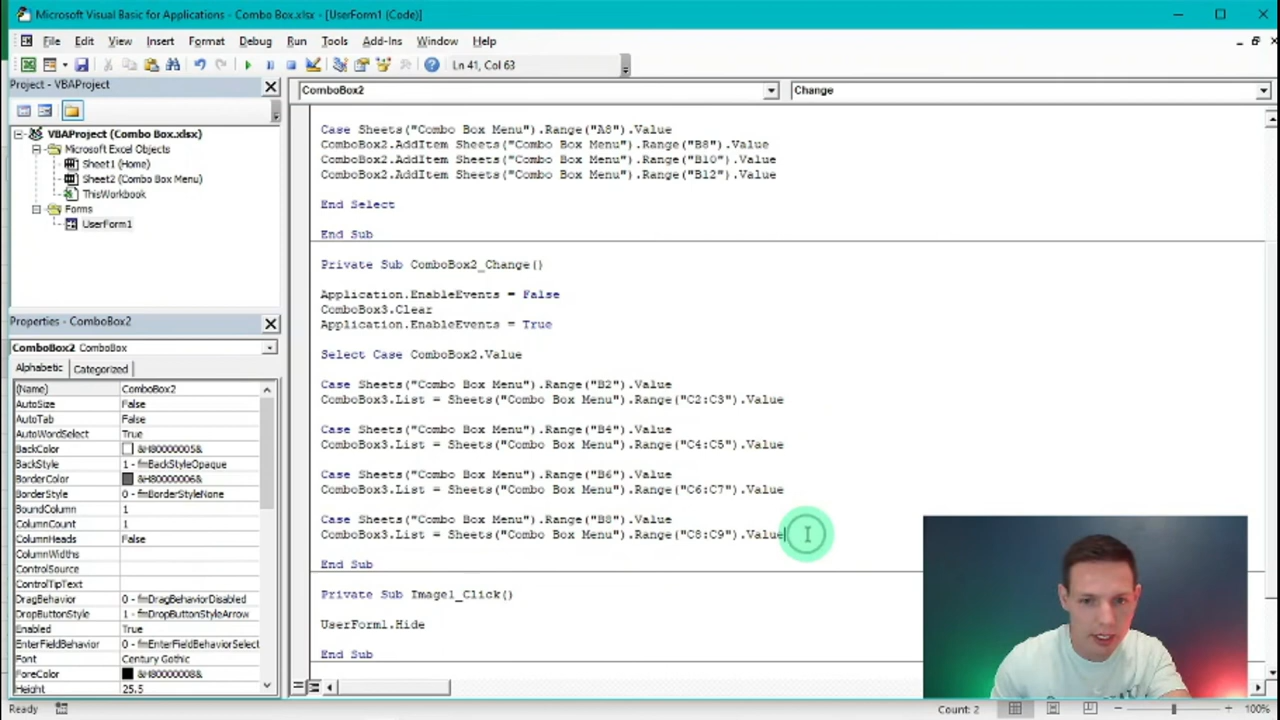 Microsoft Visual Basic for Applications - Combo Box.xlsx - [UserForm1 (Code)]
File Edit View Insert Format Debug Run Tools Add-Ins Window Help
Ln 41, Col 63
Project - VBAProject
VBAProject (Combo Box.xlsx)
Microsoft Excel Objects
Sheet1 (Home)
Sheet2 (Combo Box Menu)
ThisWorkbook
Forms
UserForm1
Properties - ComboBox2
ComboBox2 ComboBox
Alphabetic Categorized
(Name) ComboBox2
AutoSize False
AutoTab False
AutoWordSelect True
BackColor &H80000005&
BackStyle 1 - fmBackStyleOpaque
BorderColor &H80000006&
BorderStyle 0 - fmBorderStyleNone
BoundColumn 1
ColumnCount 1
ColumnHeads False
ColumnWidths
ControlSource
ControlTipText
DragBehavior 0 - fmDragBehaviorDisabled
DropButtonStyle 1 - fmDropButtonStyleArrow
Enabled True
EnterFieldBehavior 0 - fmEnterFieldBehaviorSelect
Font Century Gothic
ForeColor &H80000008&
Height 25.5
ComboBox2 Change
Case Sheets("Combo Box Menu").Range("A8").Value
ComboBox2.AddItem Sheets("Combo Box Menu").Range("B8").Value
ComboBox2.AddItem Sheets("Combo Box Menu").Range("B10").Value
ComboBox2.AddItem Sheets("Combo Box Menu").Range("B12").Value
End Select
End Sub
Private Sub ComboBox2_Change()
Application.EnableEvents = False
ComboBox3.Clear
Application.EnableEvents = True
Select Case ComboBox2.Value
Case Sheets("Combo Box Menu").Range("B2").Value
ComboBox3.List = Sheets("Combo Box Menu").Range("C2:C3").Value
Case Sheets("Combo Box Menu").Range("B4").Value
ComboBox3.List = Sheets("Combo Box Menu").Range("C4:C5").Value
Case Sheets("Combo Box Menu").Range("B6").Value
ComboBox3.List = Sheets("Combo Box Menu").Range("C6:C7").Value
Case Sheets("Combo Box Menu").Range("B8").Value
ComboBox3.List = Sheets("Combo Box Menu").Range("C8:C9").Value
End Sub
Private Sub Image1_Click()
UserForm1.Hide
End Sub
Ready Count: 2 100%